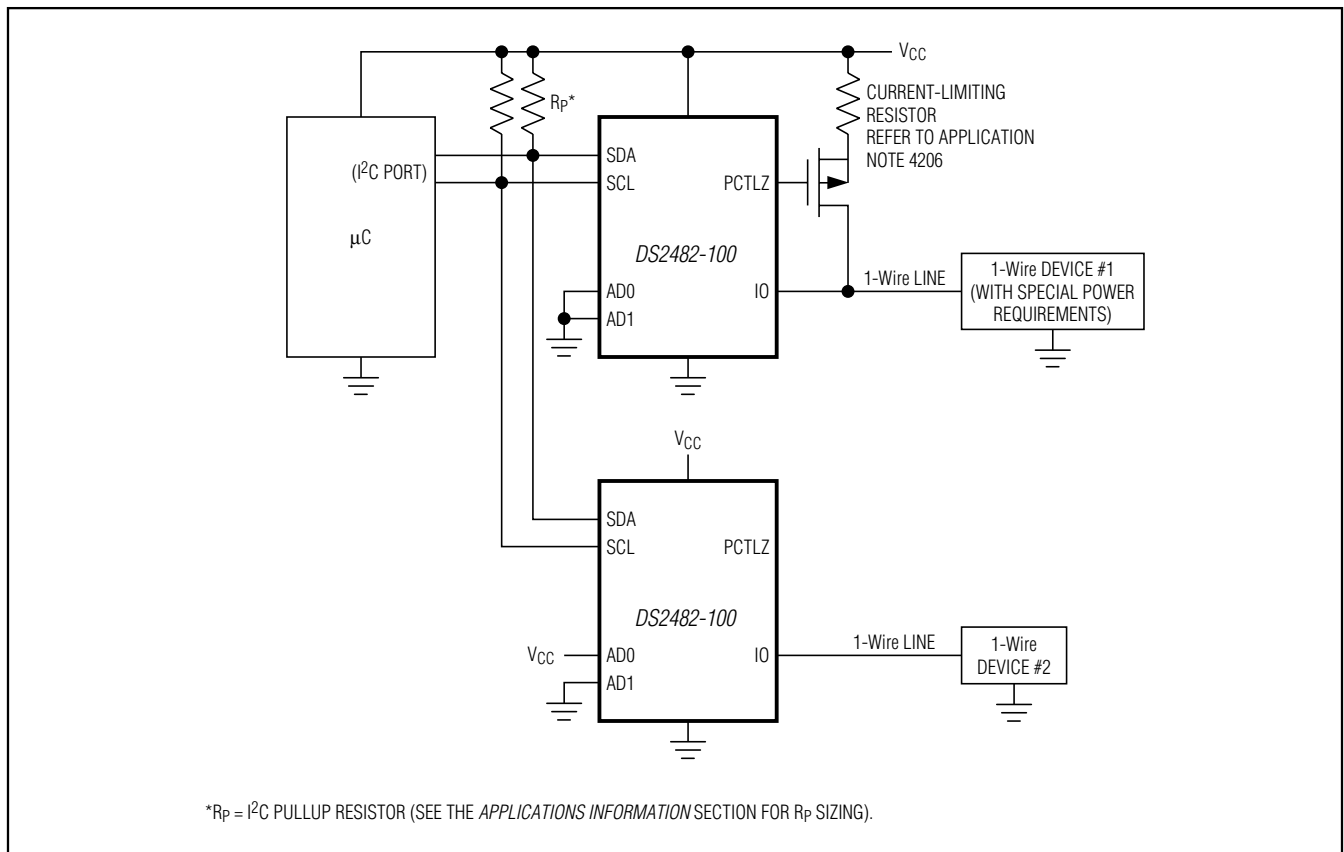 VCC
RP*
CURRENT-LIMITING
RESISTOR
REFER TO APPLICATION
NOTE 4206
(I2C PORT)
µC
SDA
SCL
PCTLZ
DS2482-100
AD0
AD1
IO
1-Wire LINE
1-Wire DEVICE #1
(WITH SPECIAL POWER
REQUIREMENTS)
VCC
SDA
SCL
PCTLZ
DS2482-100
VCC
AD0
AD1
IO
1-Wire LINE
1-Wire
DEVICE #2
*RP = I2C PULLUP RESISTOR (SEE THE APPLICATIONS INFORMATION SECTION FOR RP SIZING).